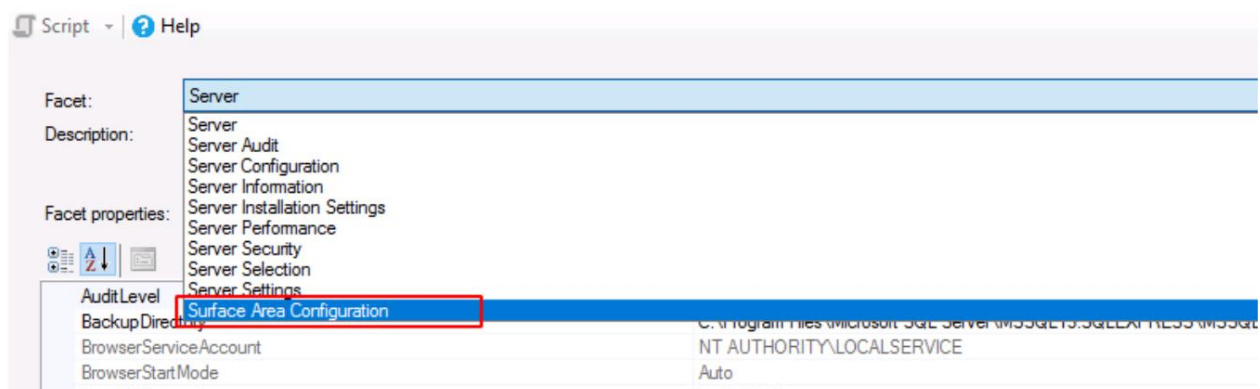 Script Help
Facet: Server
Description: Server
Server Audit
Server Configuration
Server Information
Server Installation Settings
Facet properties:
Server Performance
Server Security
Server Selection
Server Settings
AuditLevel
Surface Area Configuration
BackupDirectory
BrowserServiceAccount NT AUTHORITY\LOCALSERVICE
BrowserStartMode Auto